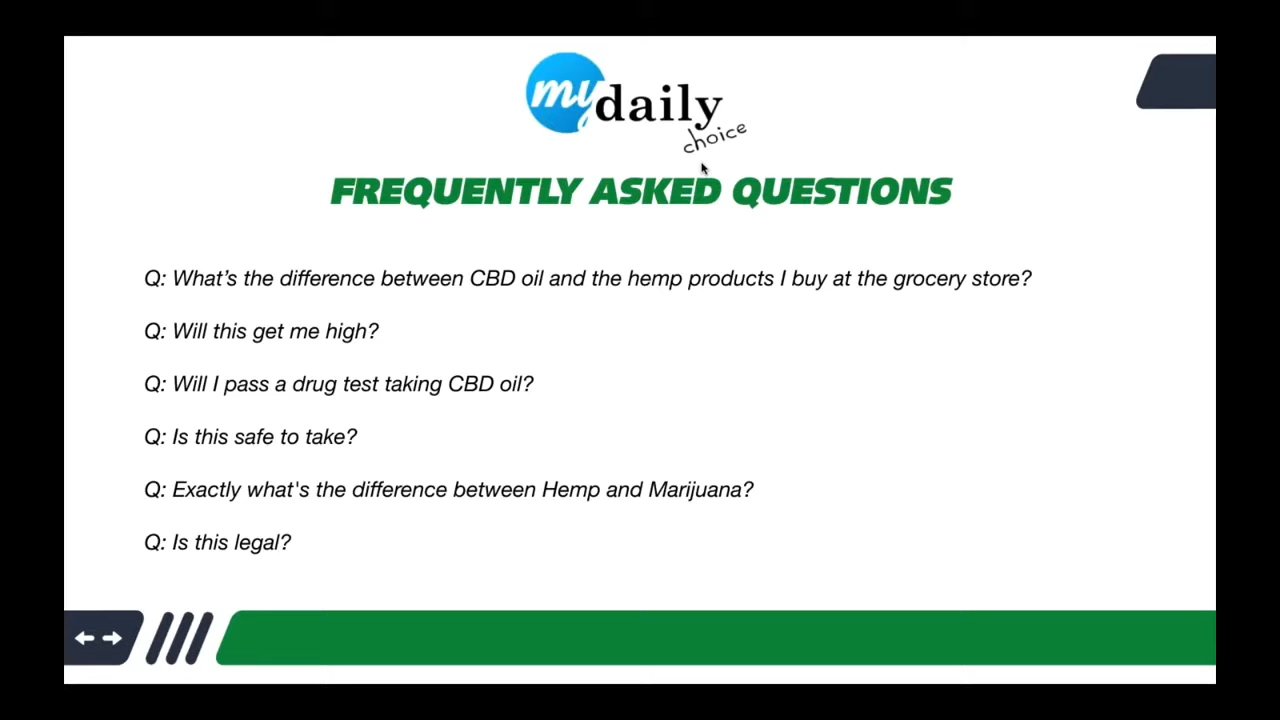 my daily
choice
FREQUENTLY ASKED QUESTIONS
Q: What’s the difference between CBD oil and the hemp products I buy at the grocery store?
Q: Will this get me high?
Q: Will I pass a drug test taking CBD oil?
Q: Is this safe to take?
Q: Exactly what's the difference between Hemp and Marijuana?
Q: Is this legal?